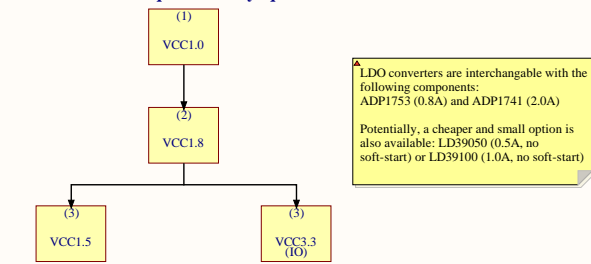 (1)
VCC1.0
(2)
VCC1.8
(3)
VCC1.5
(3)
VCC3.3
(IO)
LDO converters are interchangable with the
following components:
ADP1753 (0.8A) and ADP1741 (2.0A)
Potentially, a cheaper and small option is
also available: LD39050 (0.5A, no
soft-start) or LD39100 (1.0A, no soft-start)